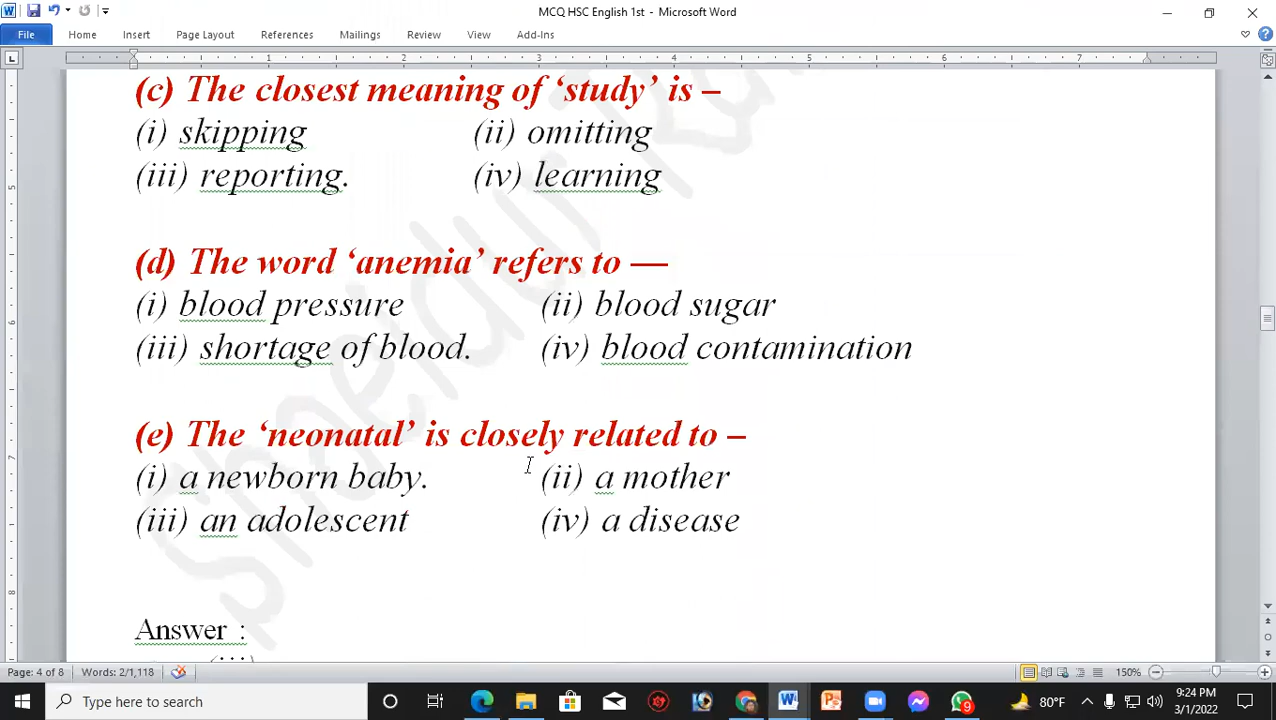 MCQ HSC English 1st - Microsoft Word
File Home Insert Page Layout References Mailings Review View Add-Ins
(c) The closest meaning of ‘study’ is –
(i) skipping (ii) omitting
(iii) reporting. (iv) learning
(d) The word ‘anemia’ refers to —
(i) blood pressure (ii) blood sugar
(iii) shortage of blood. (iv) blood contamination
(e) The ‘neonatal’ is closely related to –
(i) a newborn baby. (ii) a mother
(iii) an adolescent (iv) a disease
Answer :
Page: 4 of 8 Words: 2/1,118 150%
Type here to search 80°F 9:24 PM
3/1/2022